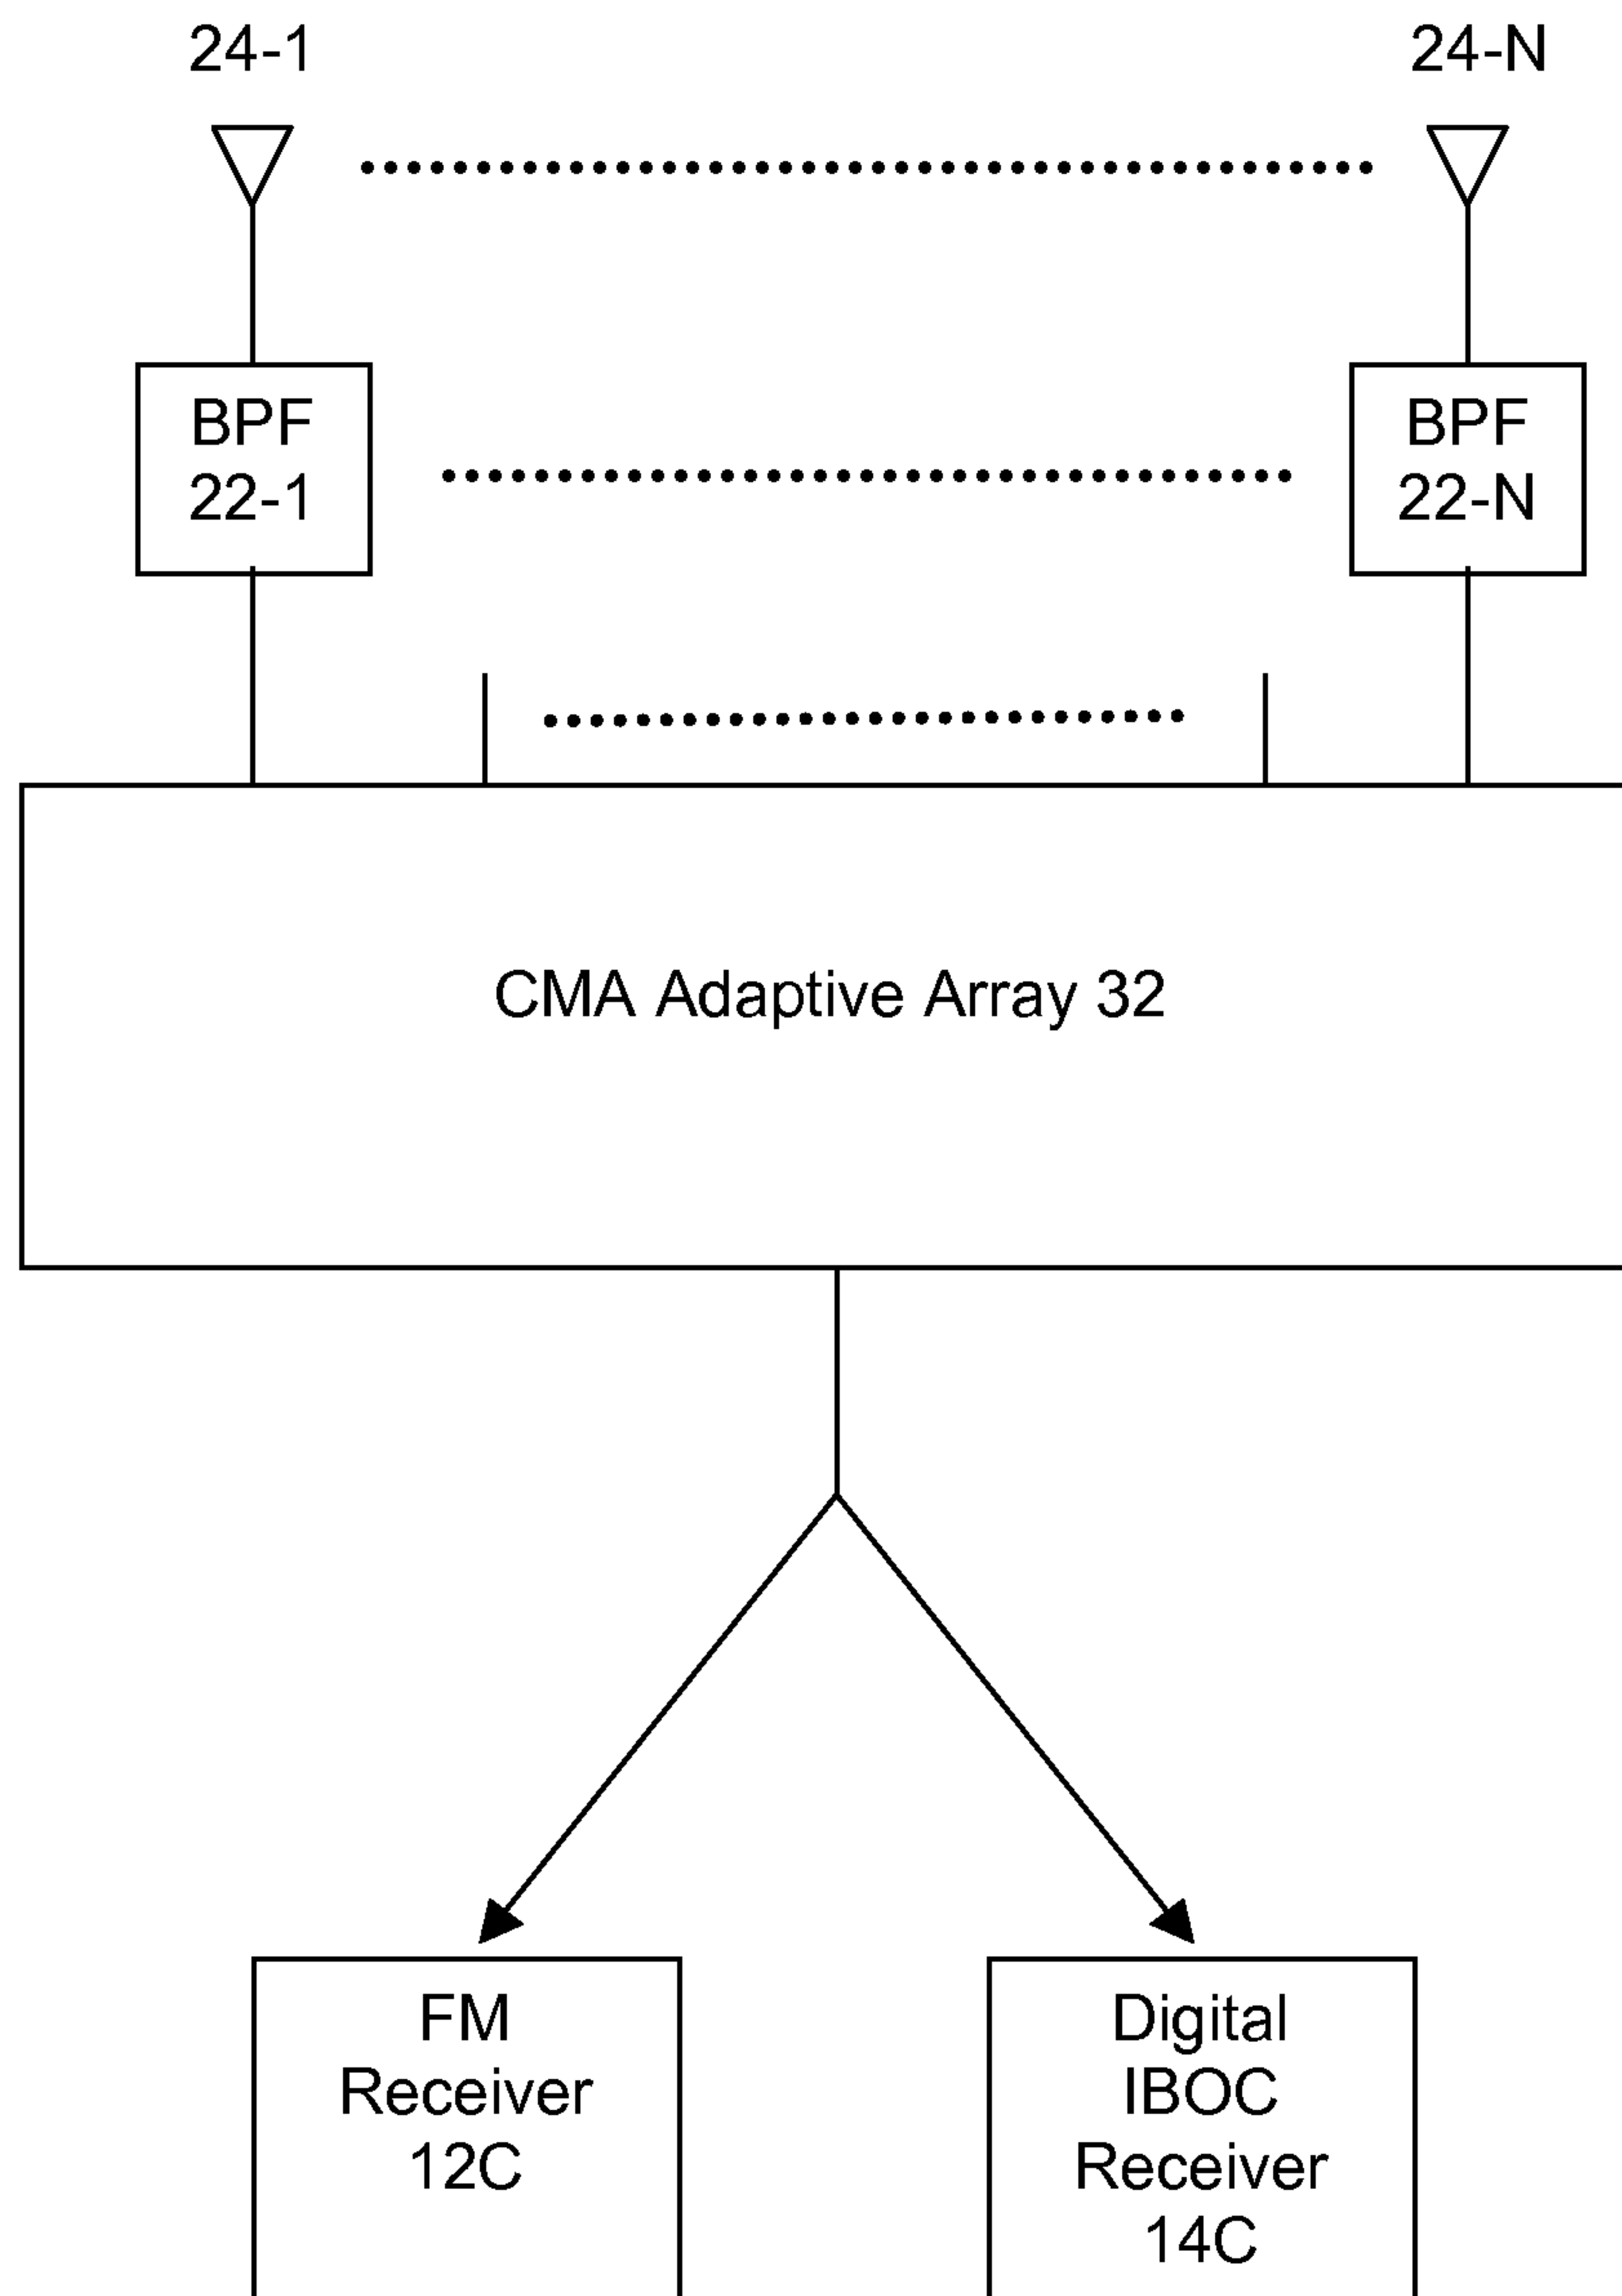 24-1
24-N
BPF
22-1
BPF
22-N
CMA Adaptive Array 32
FM
Receiver
12C
Digital
IBOC
Receiver
14C